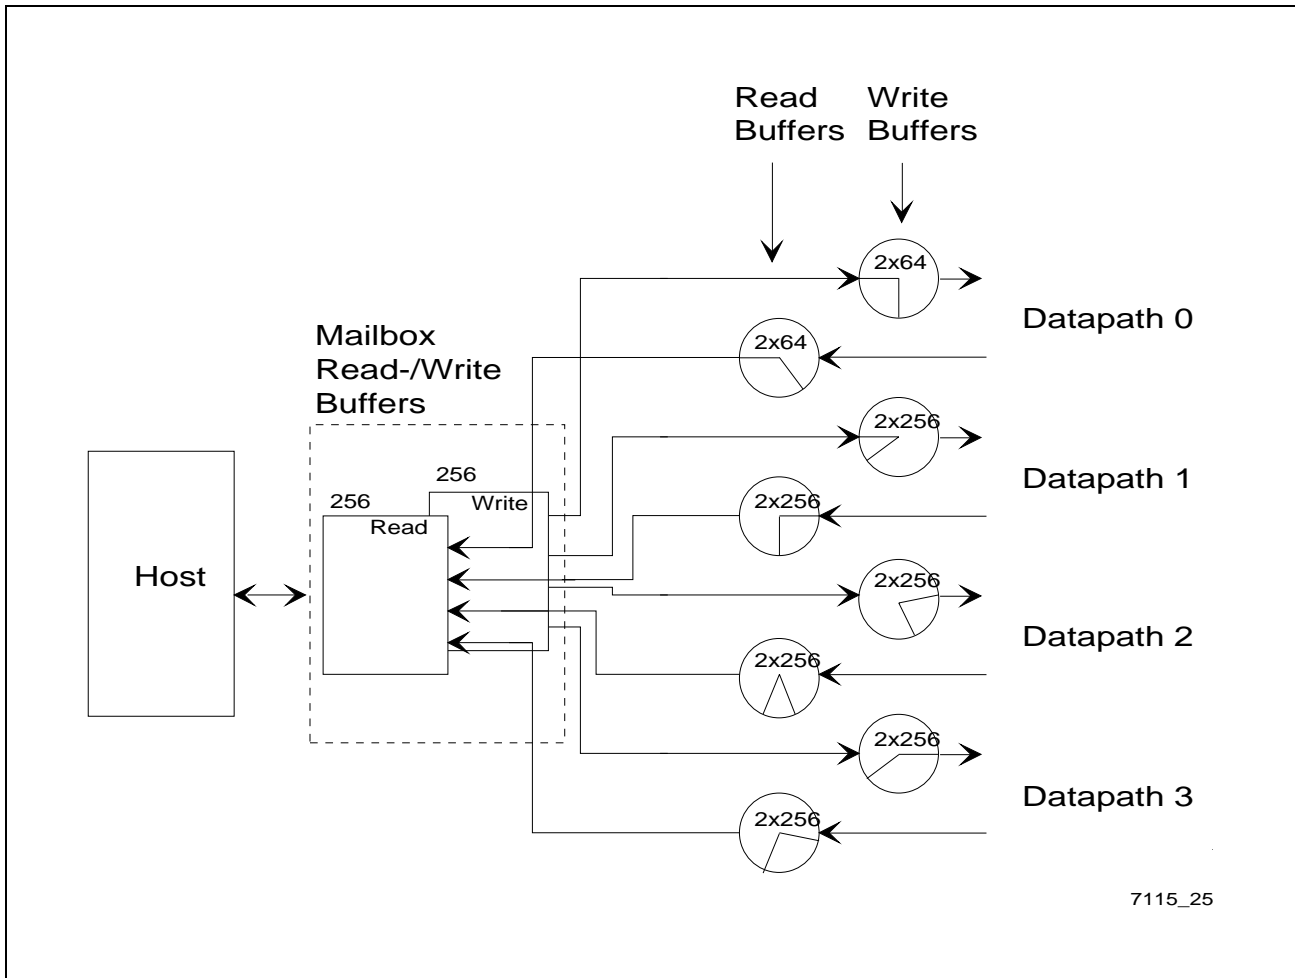 Read
Buffers
Write
Buffers
2x64
Datapath 0
Mailbox
Read-/Write
Buffers
2x64
2x256
Datapath 1
256
256
Write
Read
2x256
Host
2x256
Datapath 2
2x256
2x256
Datapath 3
2x256
7115_25